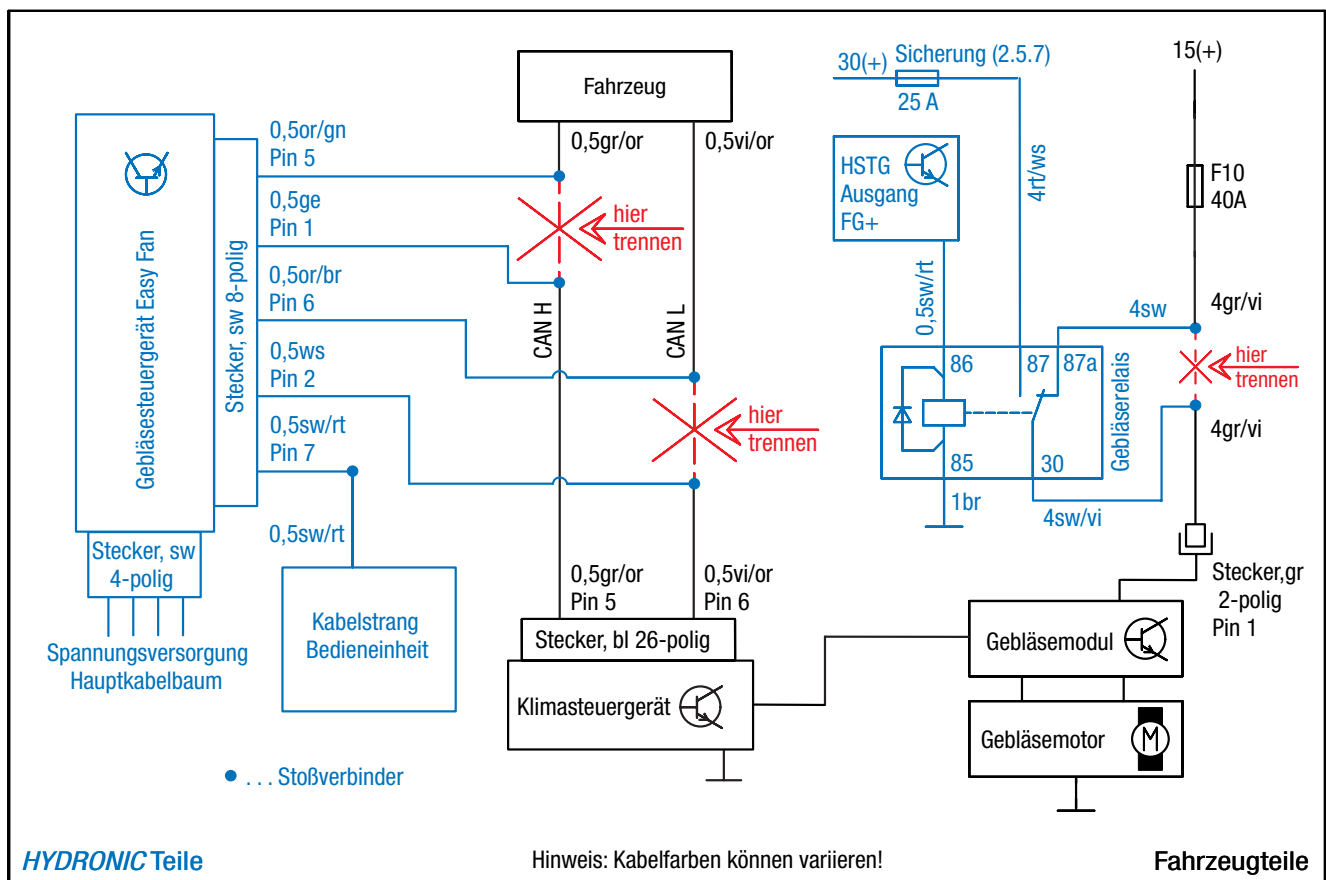 Fahrzeug
30(+)
Sicherung (2.5.7)
25 A
15(+)
0,5or/gn
Pin 5
0,5gr/or
0,5vi/or
HSTG
Ausgang
FG+
4rt/ws
F10
40A
0,5ge
Pin 1
hier
trennen
Gebläsesteuergerät Easy Fan
Stecker, sw 8-polig
0,5or/br
Pin 6
CAN H
CAN L
0,5sw/rt
4sw
4gr/vi
0,5ws
Pin 2
86
87
87a
Gebläserelais
hier
trennen
0,5sw/rt
Pin 7
hier
trennen
85
30
4gr/vi
1br
4sw/vi
0,5sw/rt
Stecker, sw
4-polig
Spannungsversorgung
Hauptkabelbaum
Kabelstrang
Bedieneinheit
0,5gr/or
Pin 5
0,5vi/or
Pin 6
Stecker, bl 26-polig
Klimasteuergerät
Stecker,gr
2-polig
Pin 1
Gebläsemodul
Gebläsemotor
M
... Stoßverbinder
HYDRONIC Teile
Hinweis: Kabelfarben können variieren!
Fahrzeugteile